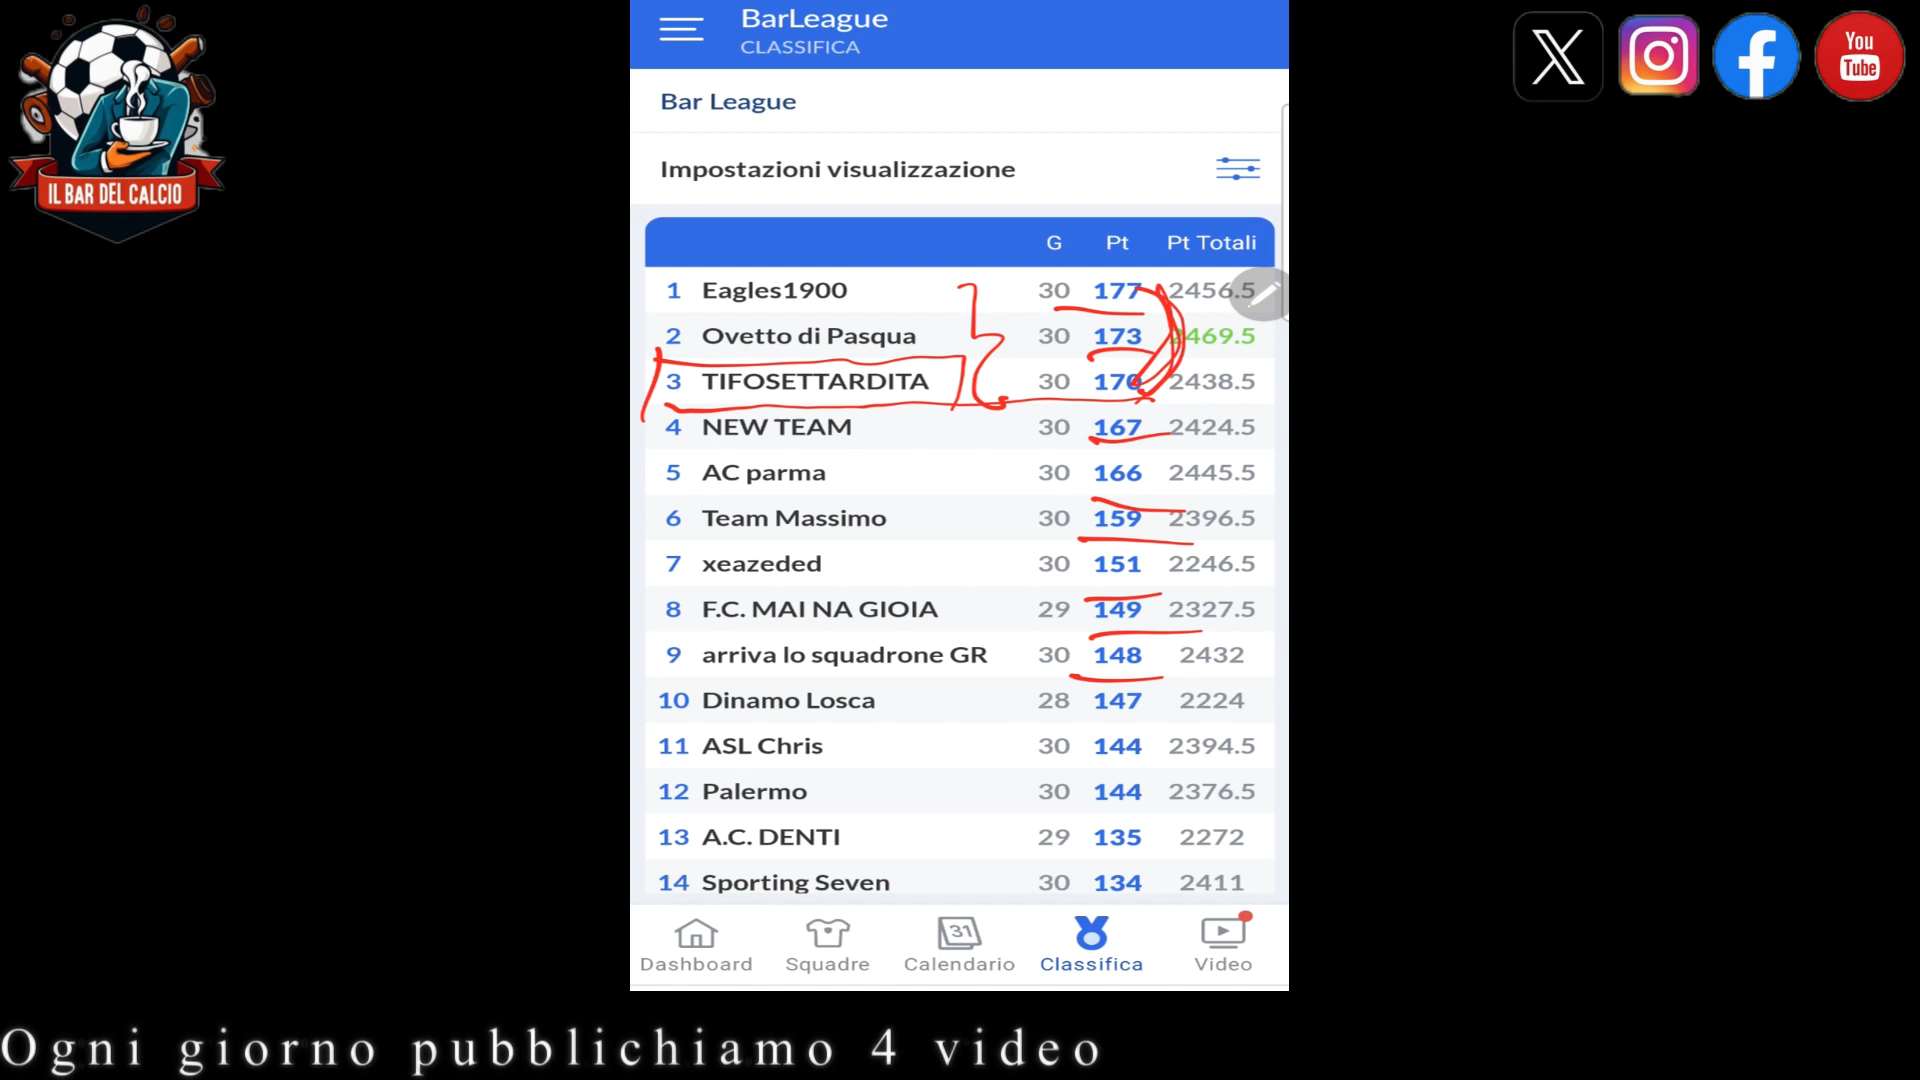 IL BAR DEL CALCIO
BarLeague
CLASSIFICA
You
Tube
Bar League
Impostazioni visualizzazione
G Pt Pt Totali
1 Eagles1900 30 177 2456.5
2 Ovetto di Pasqua 30 173 2469.5
3 TIFOSETTARDITA 30 170 2438.5
4 NEW TEAM 30 167 2424.5
5 AC parma 30 166 2445.5
6 Team Massimo 30 159 2396.5
7 xeazeded 30 151 2246.5
8 F.C. MAI NA GIOIA 29 149 2327.5
9 arriva lo squadrone GR 30 148 2432
10 Dinamo Losca 28 147 2224
11 ASL Chris 30 144 2394.5
12 Palermo 30 144 2376.5
13 A.C. DENTI 29 135 2272
14 Sporting Seven 30 134 2411
31
Dashboard Squadre Calendario Classifica Video
Ogni giorno pubblichiamo 4 video